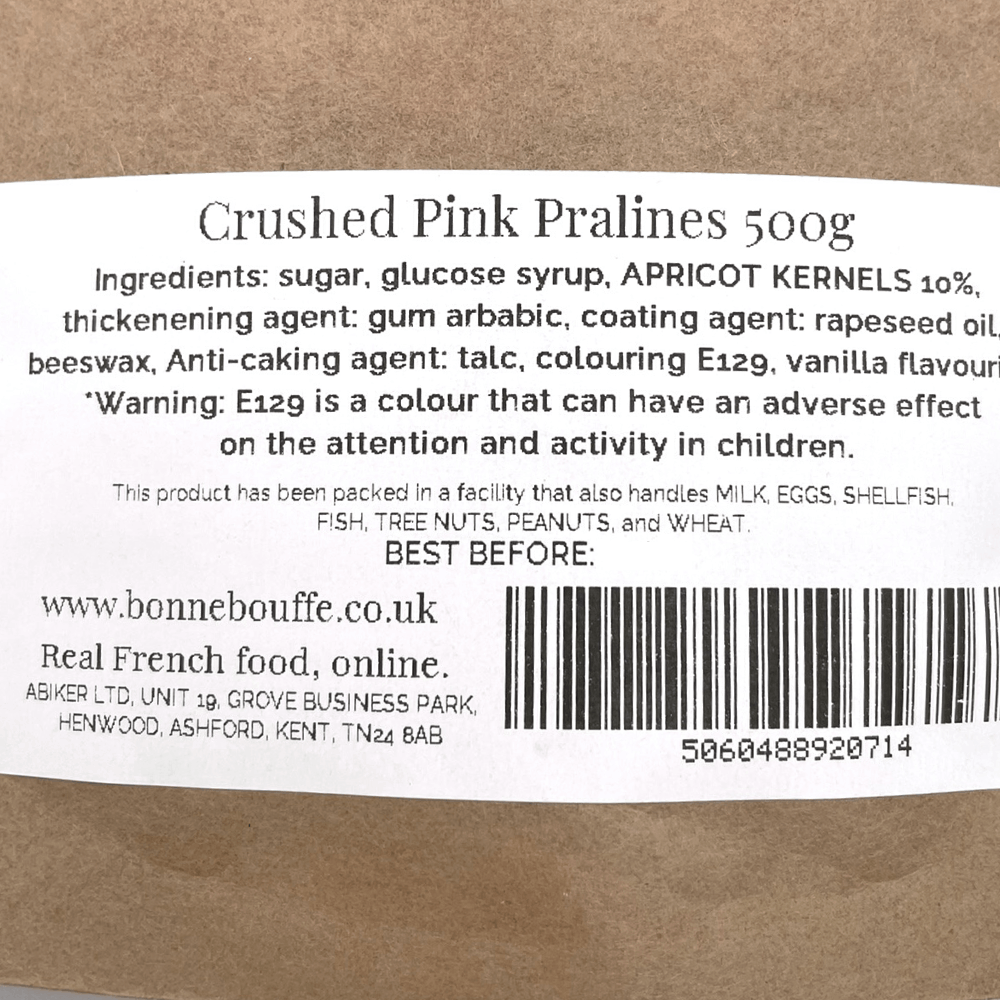 Crushed Pink Pralines 500g
Ingredients: sugar, glucose syrup, APRICOT KERNELS 10%,
thickenening agent: gum arbabic, coating agent: rapeseed oil,
beeswax, Anti-caking agent: talc, colouring E129, vanilla flavouri
*Warning: E129 is a colour that can have an adverse effect
on the attention and activity in children.
This product has been packed in a facility that also handles MILK, EGGS, SHELLFISH,
FISH, TREE NUTS, PEANUTS, and WHEAT.
BEST BEFORE:
www.bonnebouffe.co.uk
Real French food, online.
ABIKER LTD, UNIT 19, GROVE BUSINESS PARK,
HENWOOD, ASHFORD, KENT, TN24 8AB
5060488920714